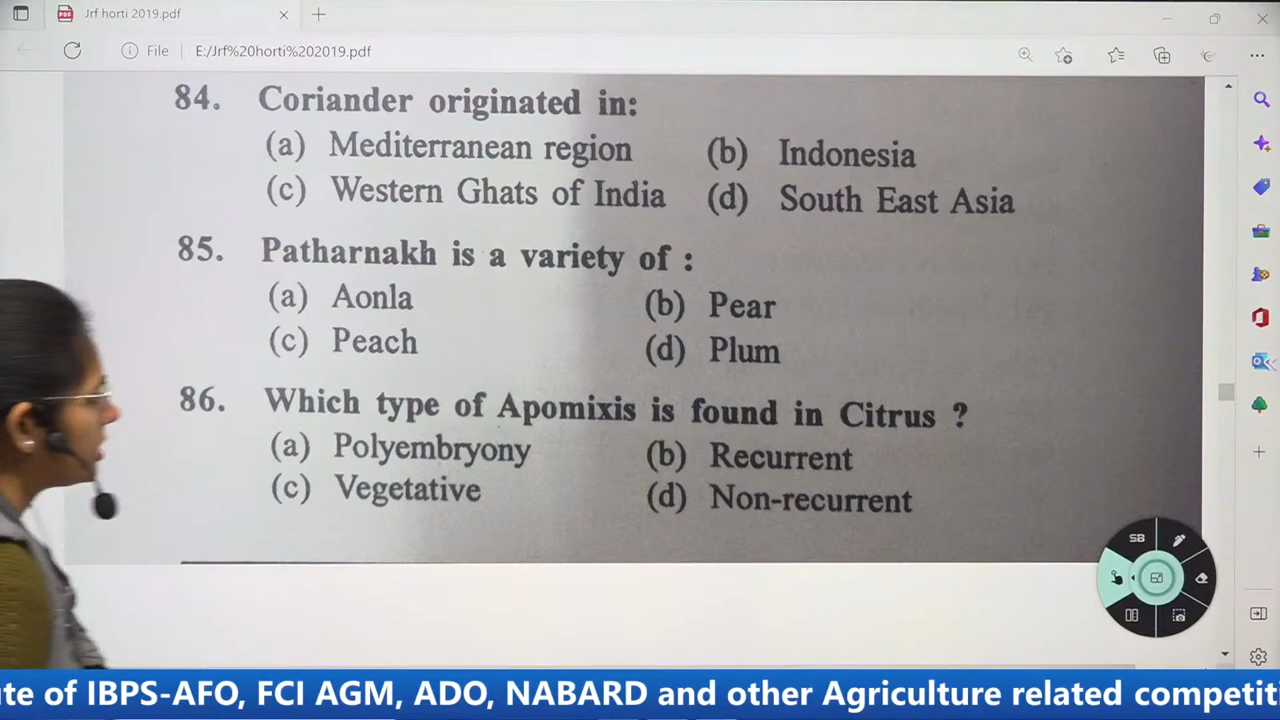 Jrf horti 2019.pdf
File E:/Jrf%20horti%202019.pdf
84. Coriander originated in:
(a) Mediterranean region (b) Indonesia
(c) Western Ghats of India (d) South East Asia
85. Patharnakh is a variety of :
(a) Aonla (b) Pear
(c) Peach (d) Plum
86. Which type of Apomixis is found in Citrus ?
(a) Polyembryony (b) Recurrent
(c) Vegetative (d) Non-recurrent
SB
of IBPS-AFO, FCI AGM, ADO, NABARD and other Agriculture related